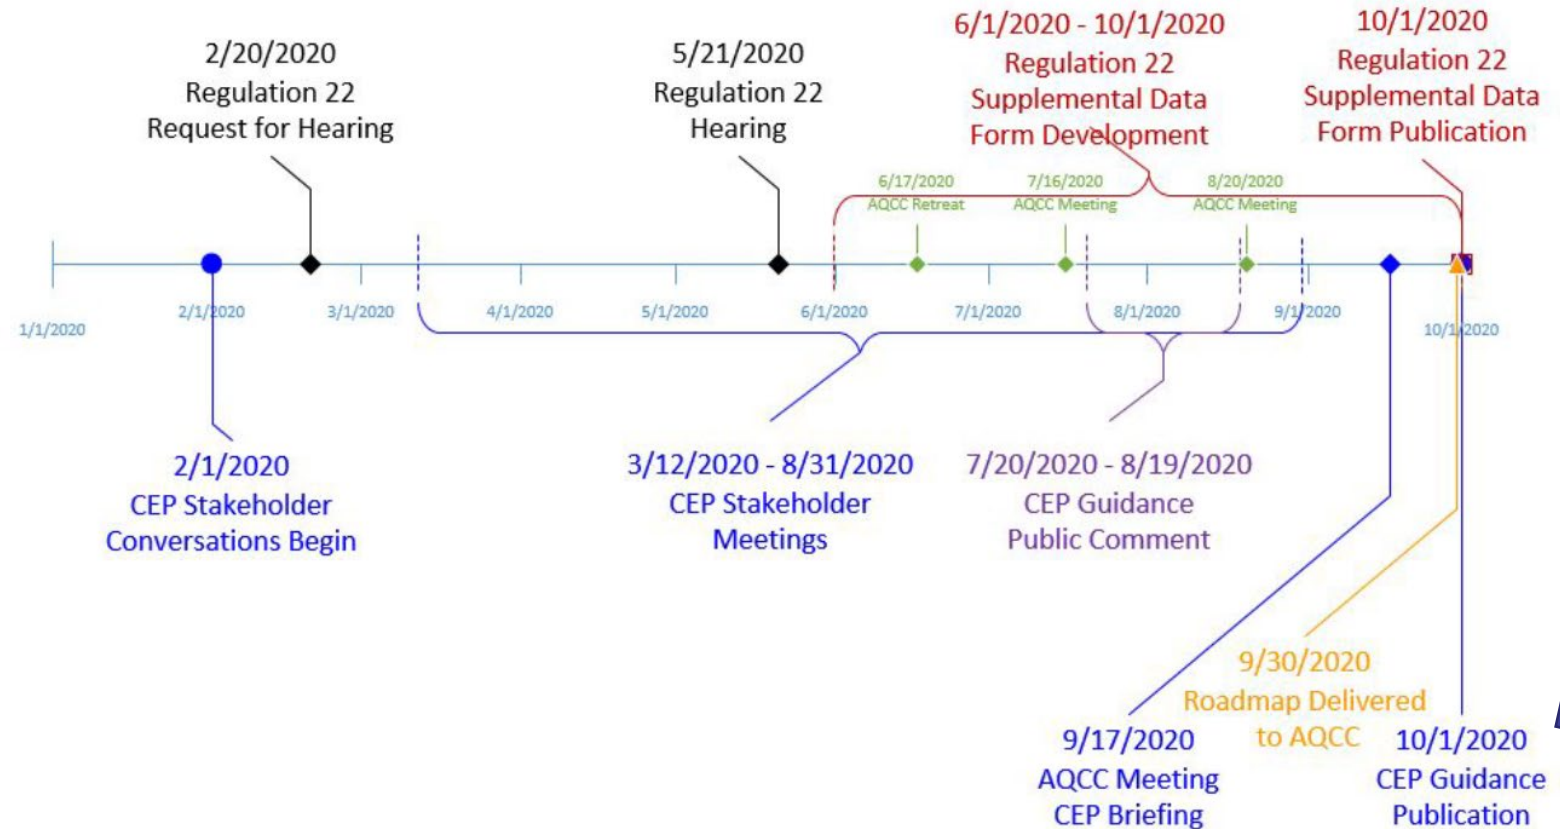 2/20/2020
Regulation 22
Request for Hearing
5/21/2020
Regulation 22
Hearing
6/1/2020 - 10/1/2020
Regulation 22
Supplemental Data
Form Development
10/1/2020
Regulation 22
Supplemental Data
Form Publication
6/17/2020
AQCC Retreat
7/16/2020
AQCC Meeting
8/20/2020
AQCC Meeting
1/1/2020
2/1/2020
3/1/2020
4/1/2020
5/1/2020
6/1/2020
7/1/2020
8/1/2020
9/1/2020
10/1/2020
2/1/2020
CEP Stakeholder
Conversations Begin
3/12/2020 - 8/31/2020
CEP Stakeholder
Meetings
7/20/2020 - 8/19/2020
CEP Guidance
Public Comment
9/30/2020
Roadmap Delivered
to AQCC
9/17/2020
AQCC Meeting
CEP Briefing
10/1/2020
CEP Guidance
Publication